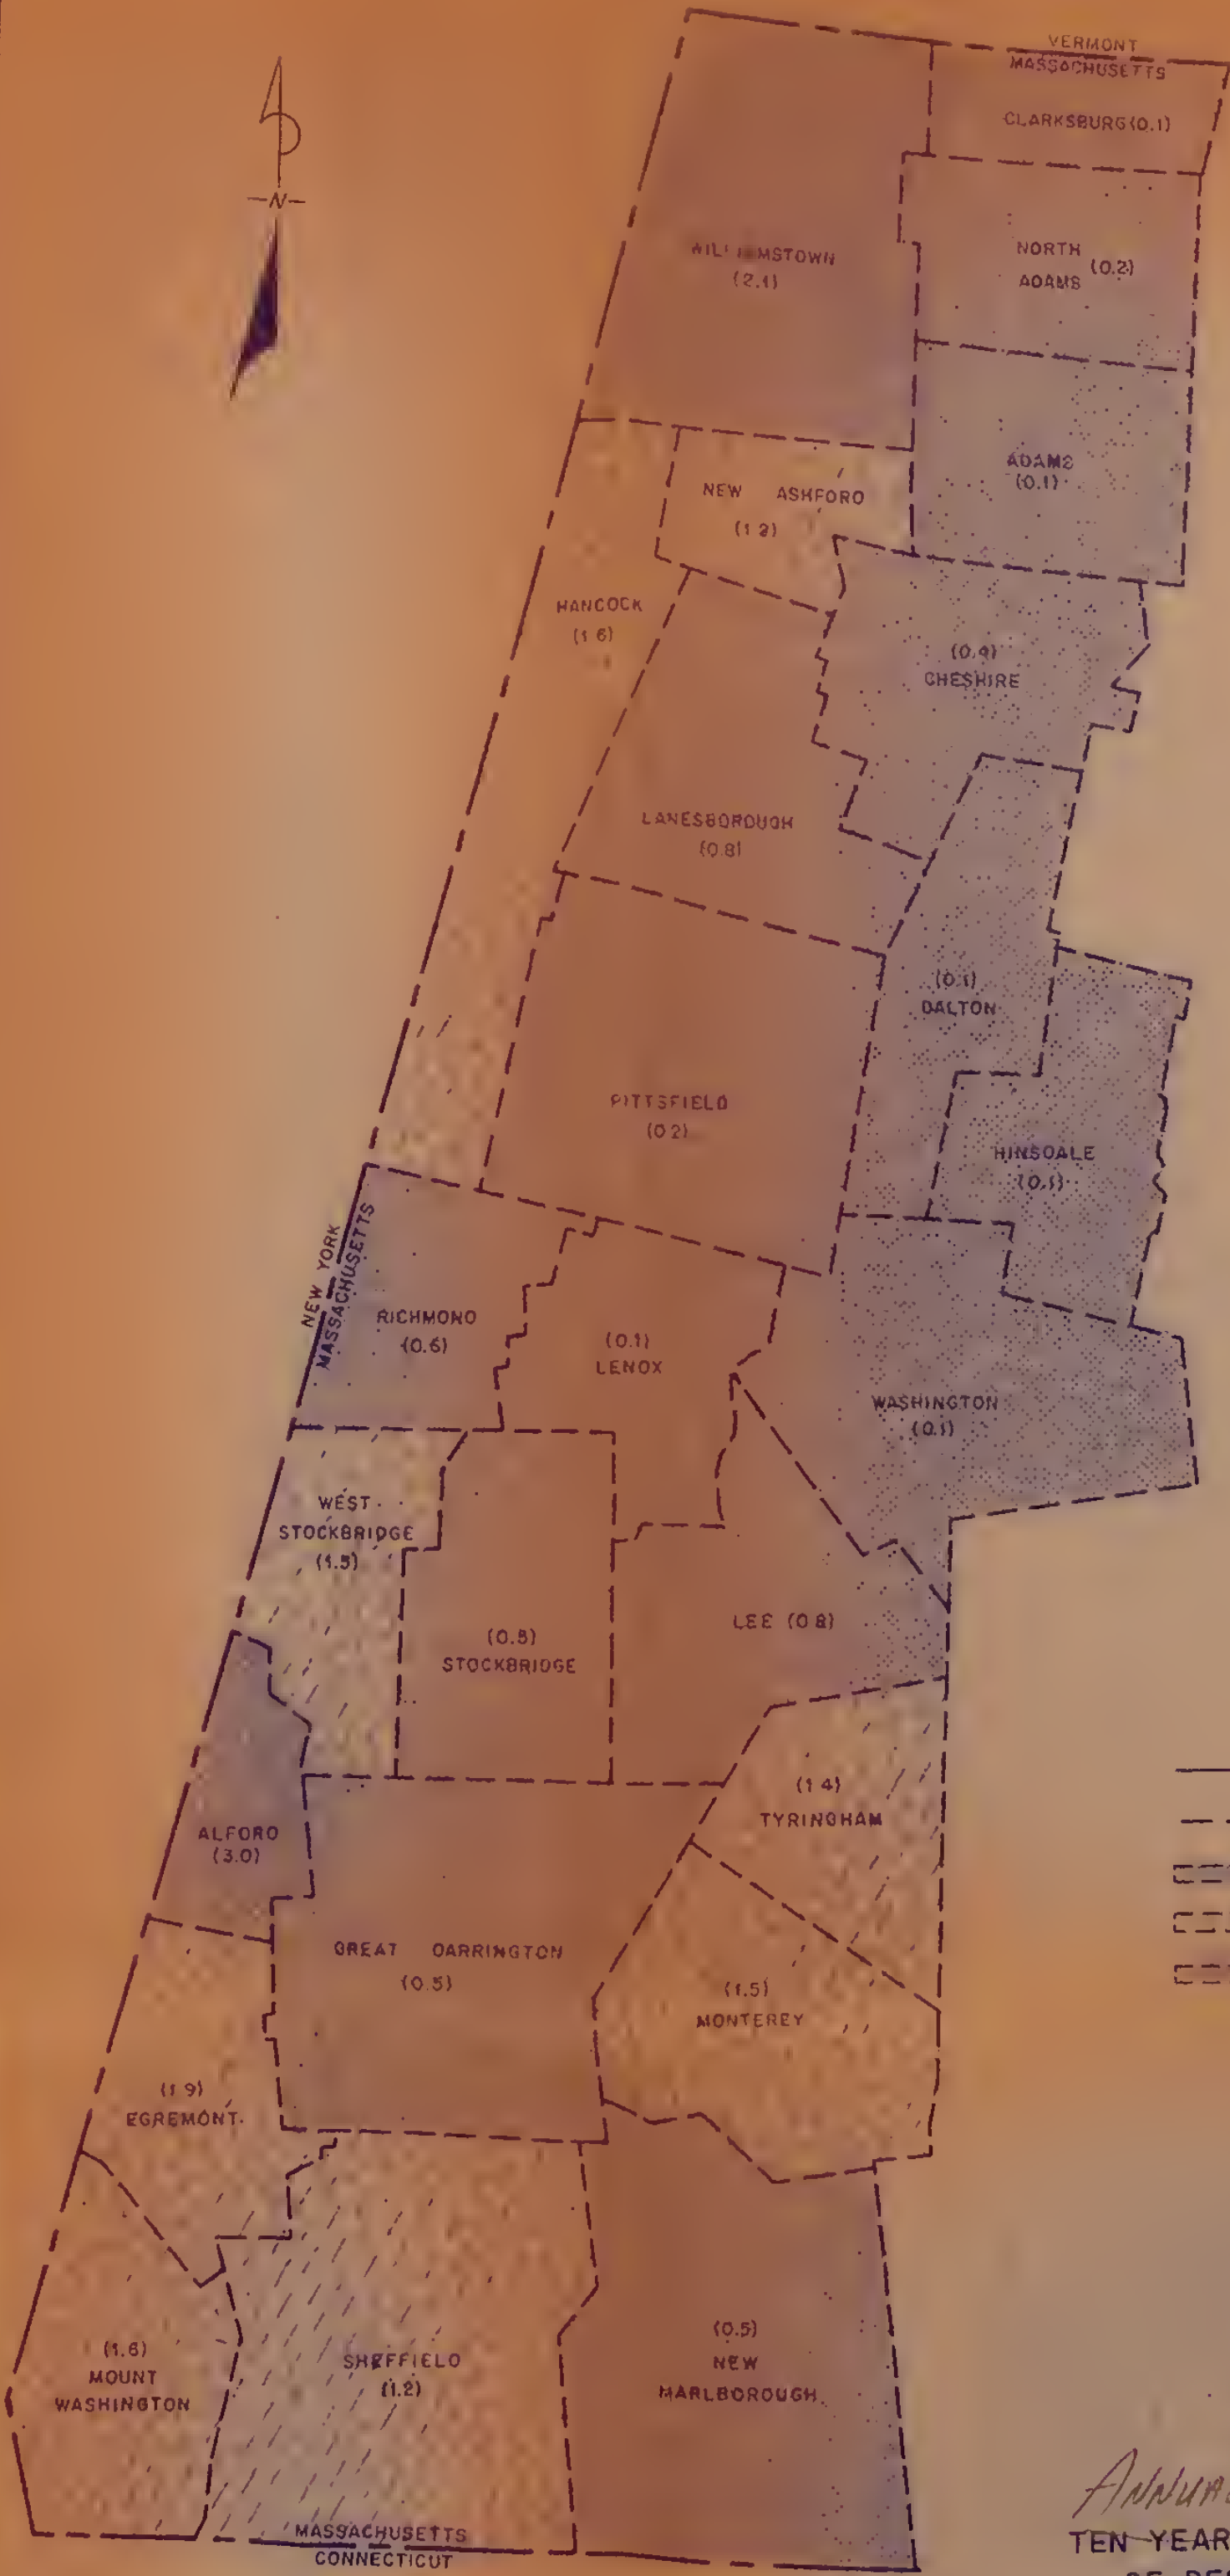 VERMONT
MASSACHUSETTS
CLARKSBURG (0.1)
-N-
WILLIAMSTOWN
(2.1)
NORTH
ADAMS (0.2)
ADAMS
(0.1)
NEW ASHFORD
(1.2)
HANCOCK
(1.6)
(0.4)
CHESHIRE
LANESBOROUGH
(0.8)
(0.1)
DALTON
PITTSFIELD
(0.2)
HINSDALE
(0.1)
NEW YORK
MASSACHUSETTS
RICHMOND
(0.6)
(0.1)
LENOX
WASHINGTON
(0.1)
WEST
STOCKBRIDGE
(1.5)
(0.5)
STOCKBRIDGE
LEE (0.8)
(1.4)
TYRINGHAM
ALFORD
(3.0)
GREAT BARRINGTON
(0.5)
(1.5)
MONTEREY
(1.9)
EGREMONT
(1.6)
MOUNT
WASHINGTON
SHEFFIELD
(1.2)
(0.5)
NEW
MARLBOROUGH
MASSACHUSETTS
CONNECTICUT
TEN YEAR